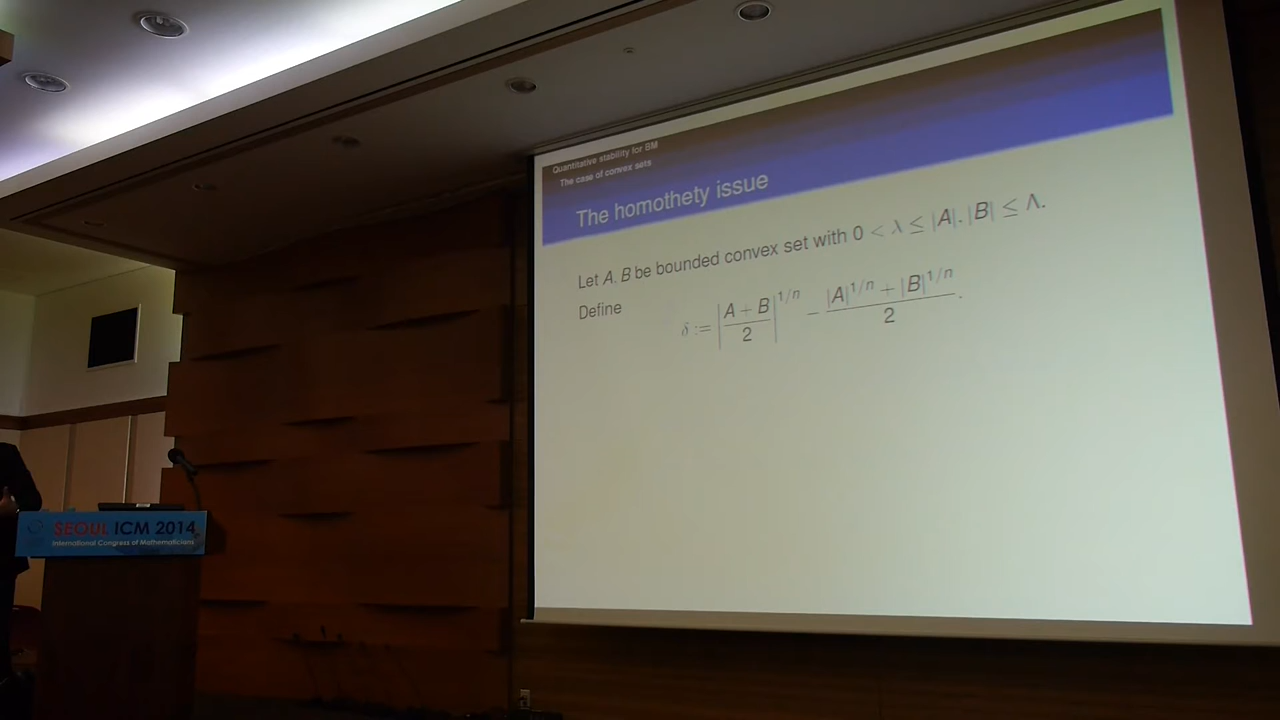 Quantitative stability for BM
The case of convex sets
The homothety issue
Let A, B be bounded convex set with 0 < λ ≤ |A|, |B| ≤ Λ.
Define
δ := |A + B / 2|^1/n − |A|^1/n + |B|^1/n / 2.
SEOUL ICM 2014
International Congress of Mathematicians